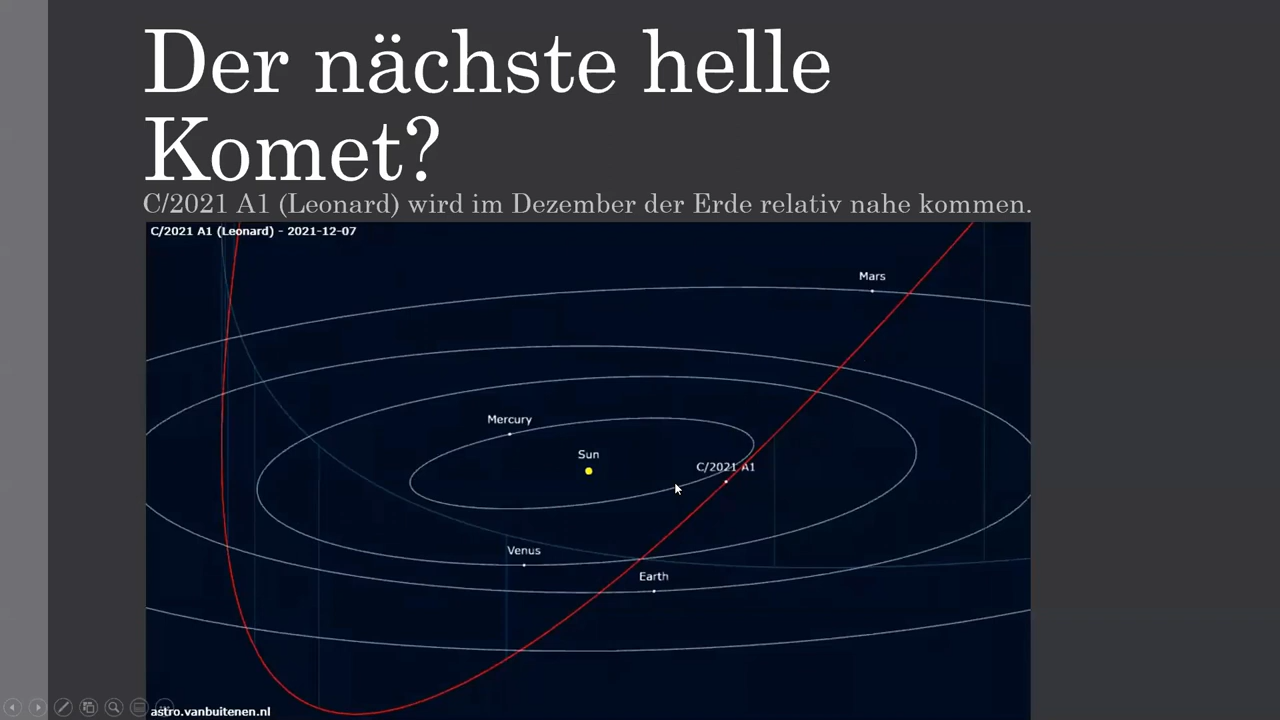 Der nächste helle
Komet?
C/2021 A1 (Leonard) wird im Dezember der Erde relativ nahe kommen.
C/2021 A1 (Leonard) - 2021-12-07
Mars
Mercury
Sun
C/2021 A1
Venus
Earth
astro.vanbuitenen.nl